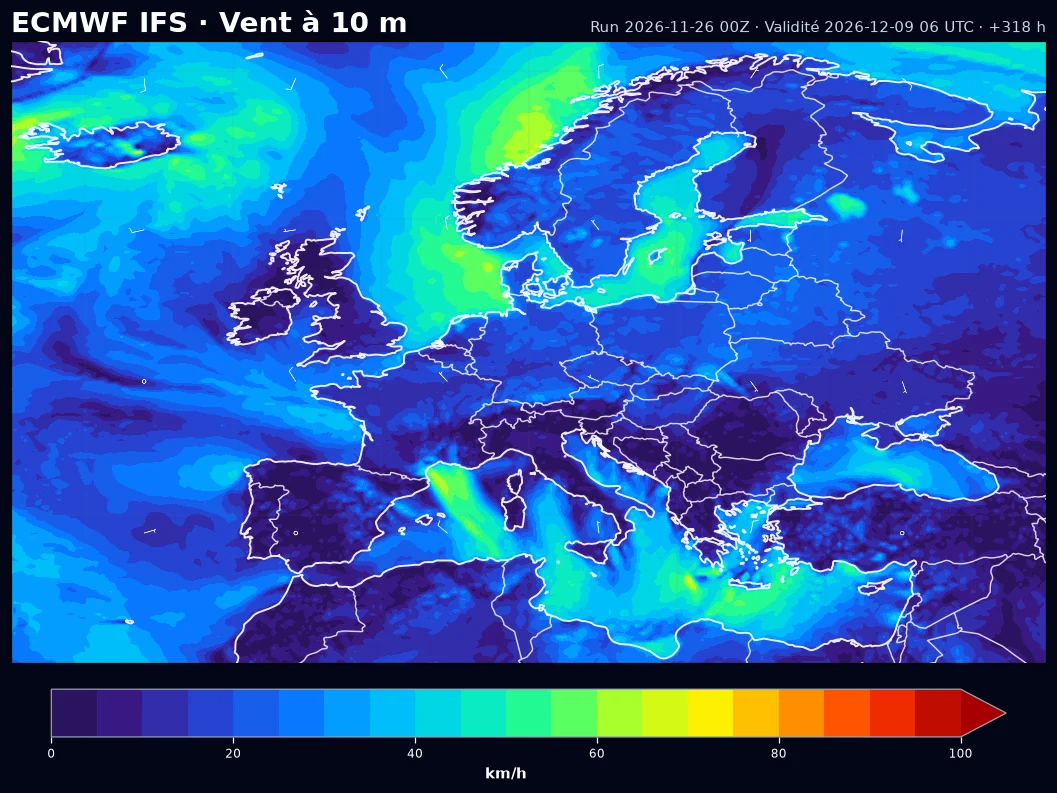 ECMWF IFS · Vent à 10 m
Run 2026-11-26 00Z · Validité 2026-12-09 06 UTC · +318 h
0 20 40 60 80 100
km/h